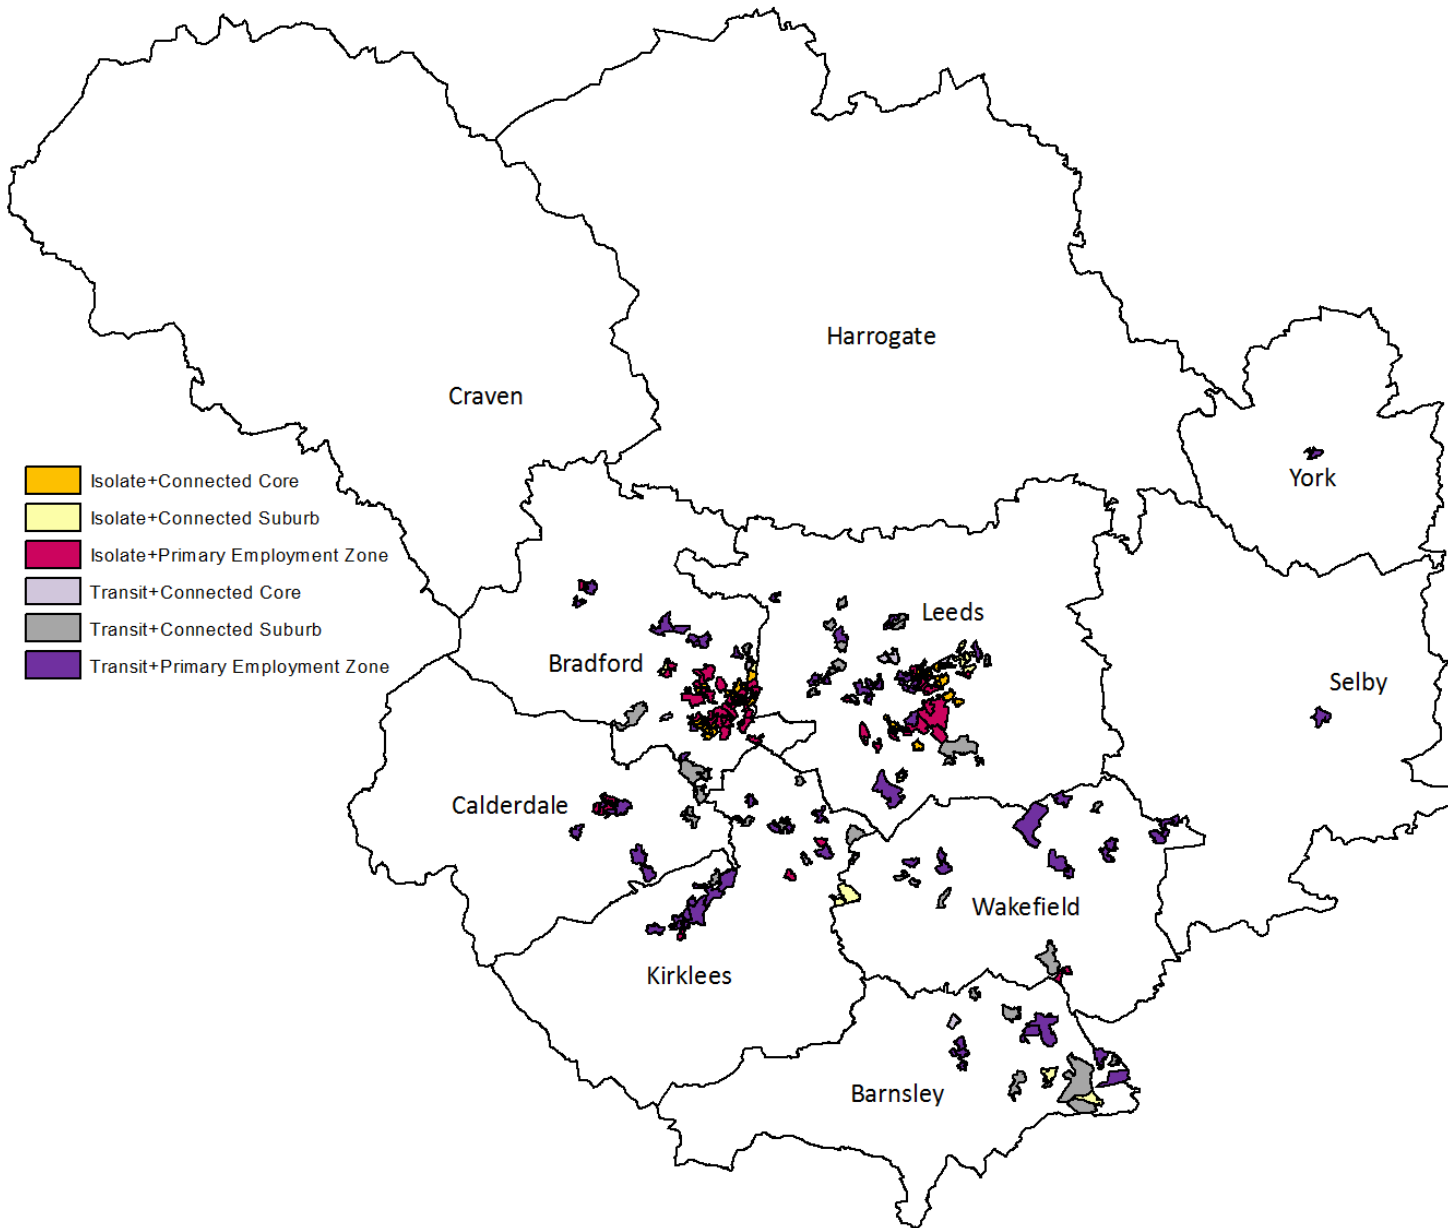 Harrogate
Craven
York
Isolate+Connected Core
Isolate+Connected Suburb
Isolate+Primary Employment Zone
Transit+Connected Core
Transit+Connected Suburb
Transit+Primary Employment Zone
Leeds
Bradford
Selby
Calderdale
Wakefield
Kirklees
Barnsley